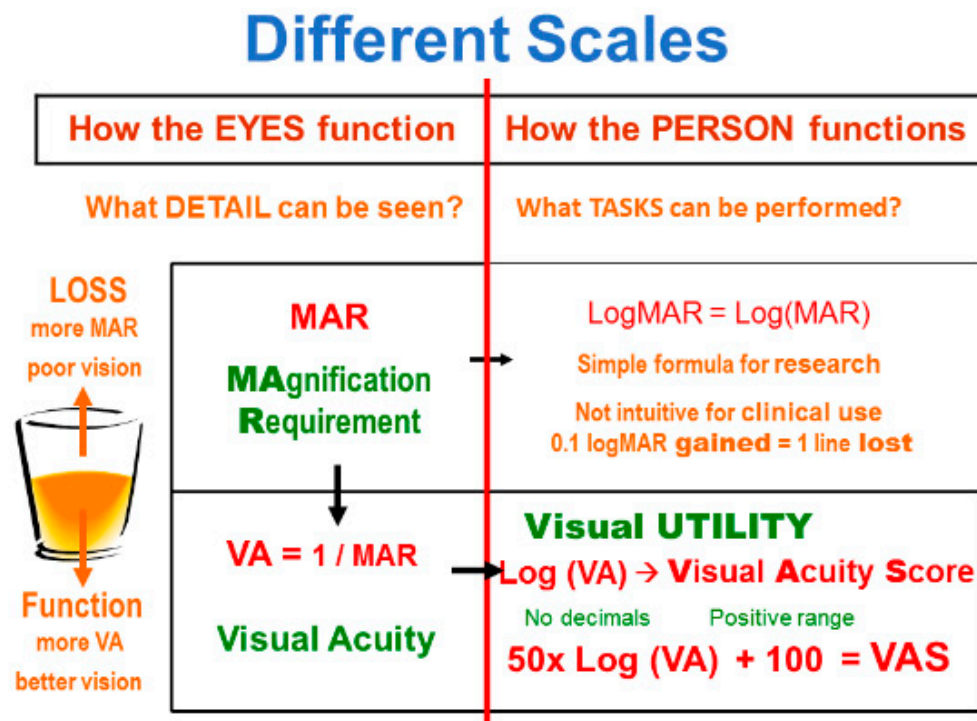 Different Scales
How the EYES function
How the PERSON functions
What DETAIL can be seen?
What TASKS can be performed?
LOSS
more MAR
poor vision
MAR
MAgnification
Requirement
LogMAR = Log(MAR)
Simple formula for research
Not intuitive for clinical use
0.1 logMAR gained = 1 line lost
Function
more VA
better vision
VA = 1 / MAR
Visual Acuity
Visual UTILITY
Log (VA) → Visual Acuity Score
No decimals Positive range
50x Log (VA) + 100 = VAS